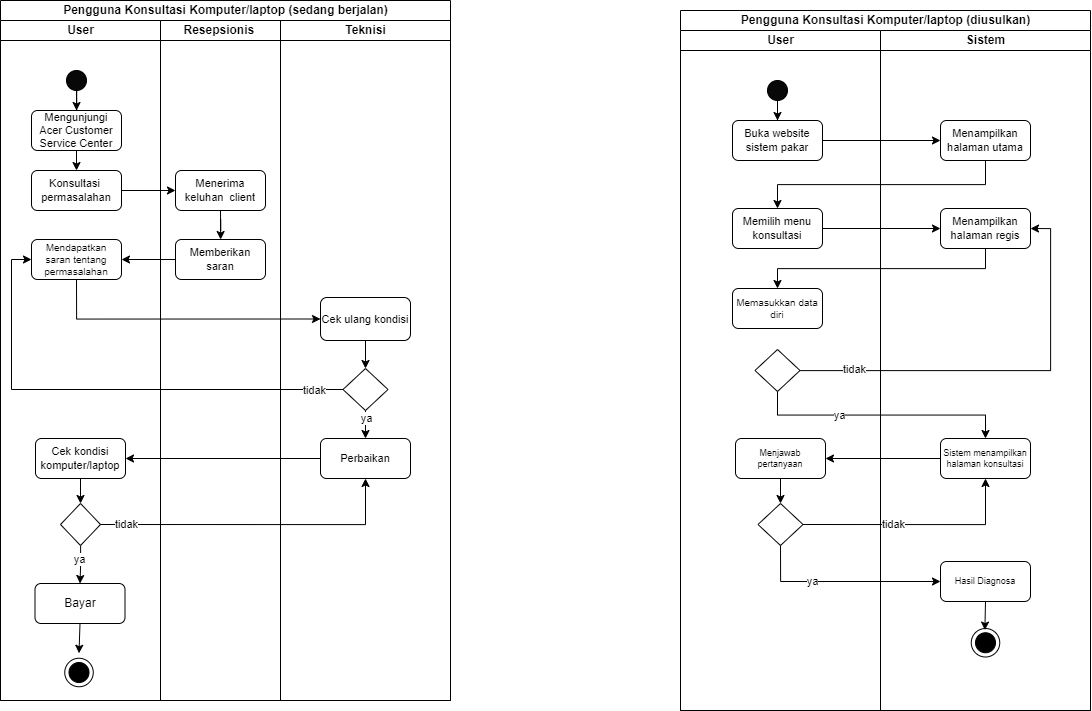 Pengguna Konsultasi Komputer/laptop (sedang berjalan)
User
Resepsionis
Teknisi
Mengunjungi
Acer Customer
Service Center
Konsultasi
permasalahan
Menerima
keluhan client
Mendapatkan
saran tentang
permasalahan
Memberikan
saran
Cek ulang kondisi
tidak
ya
Cek kondisi
komputer/laptop
Perbaikan
tidak
ya
Bayar
Pengguna Konsultasi Komputer/laptop (diusulkan)
User
Sistem
Buka website
sistem pakar
Menampilkan
halaman utama
Memilih menu
konsultasi
Menampilkan
halaman regis
Memasukkan data
diri
tidak
ya
Menjawab
pertanyaan
Sistem menampilkan
halaman konsultasi
tidak
ya
Hasil Diagnosa